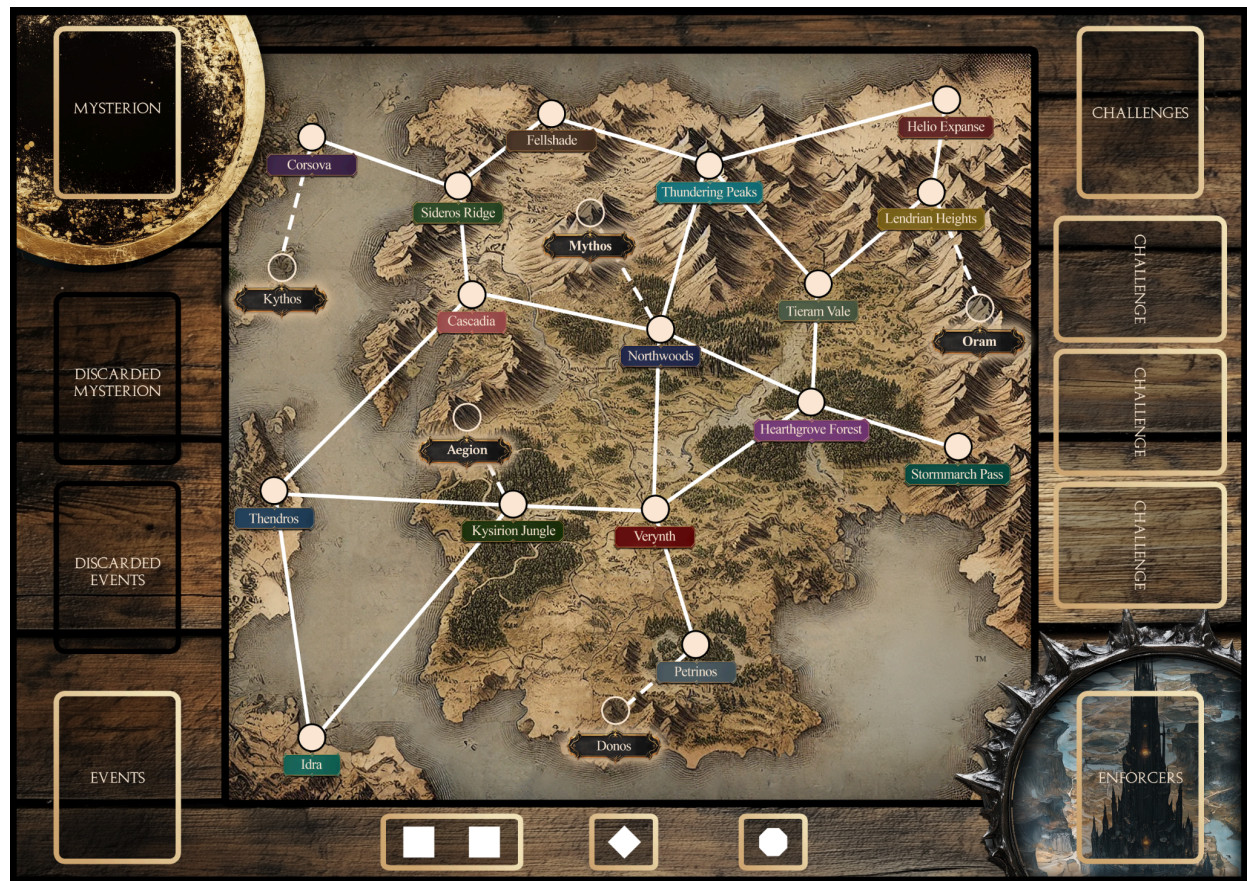 MYSTERION
DISCARDED
MYSTERION
DISCARDED
EVENTS
EVENTS
Corsova
Fellshade
Helio Expanse
Thundering Peaks
Sideros Ridge
Lendrian Heights
Mythos
Kythos
Tieram Vale
Cascadia
Oram
Northwoods
Hearthgrove Forest
Aegion
Stormmarch Pass
Thendros
Kysirion Jungle
Verynth
TM
Petrinos
Donos
Idra
CHALLENGES
CHALLENGE
CHALLENGE
CHALLENGE
ENFORCERS